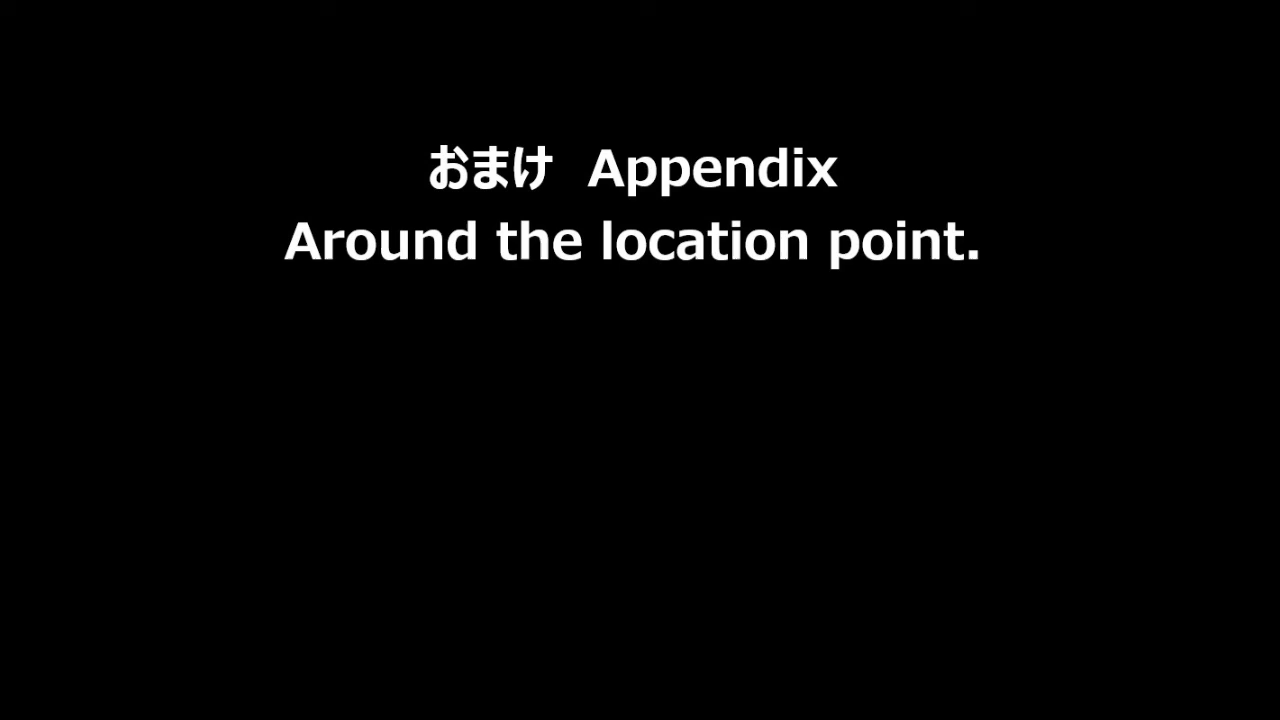 おまけ　Appendix
Around the location point.